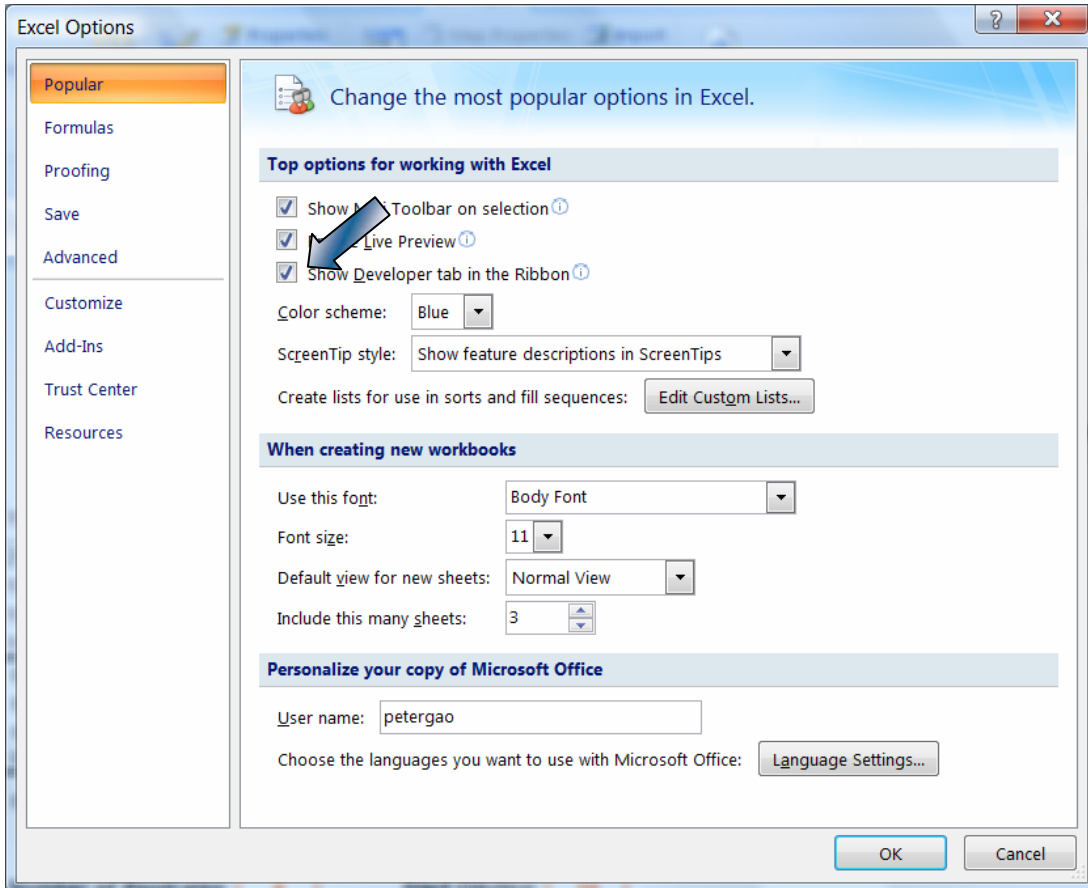 Excel Options
Popular
Formulas
Proofing
Save
Advanced
Customize
Add-Ins
Trust Center
Resources
Change the most popular options in Excel.
Top options for working with Excel
Show Toolbar on selection
Live Preview
Show Developer tab in the Ribbon
Color scheme: Blue
ScreenTip style: Show feature descriptions in ScreenTips
Create lists for use in sorts and fill sequences: Edit Custom Lists...
When creating new workbooks
Use this font: Body Font
Font size: 11
Default view for new sheets: Normal View
Include this many sheets: 3
Personalize your copy of Microsoft Office
User name: petergao
Choose the languages you want to use with Microsoft Office: Language Settings...
OK Cancel